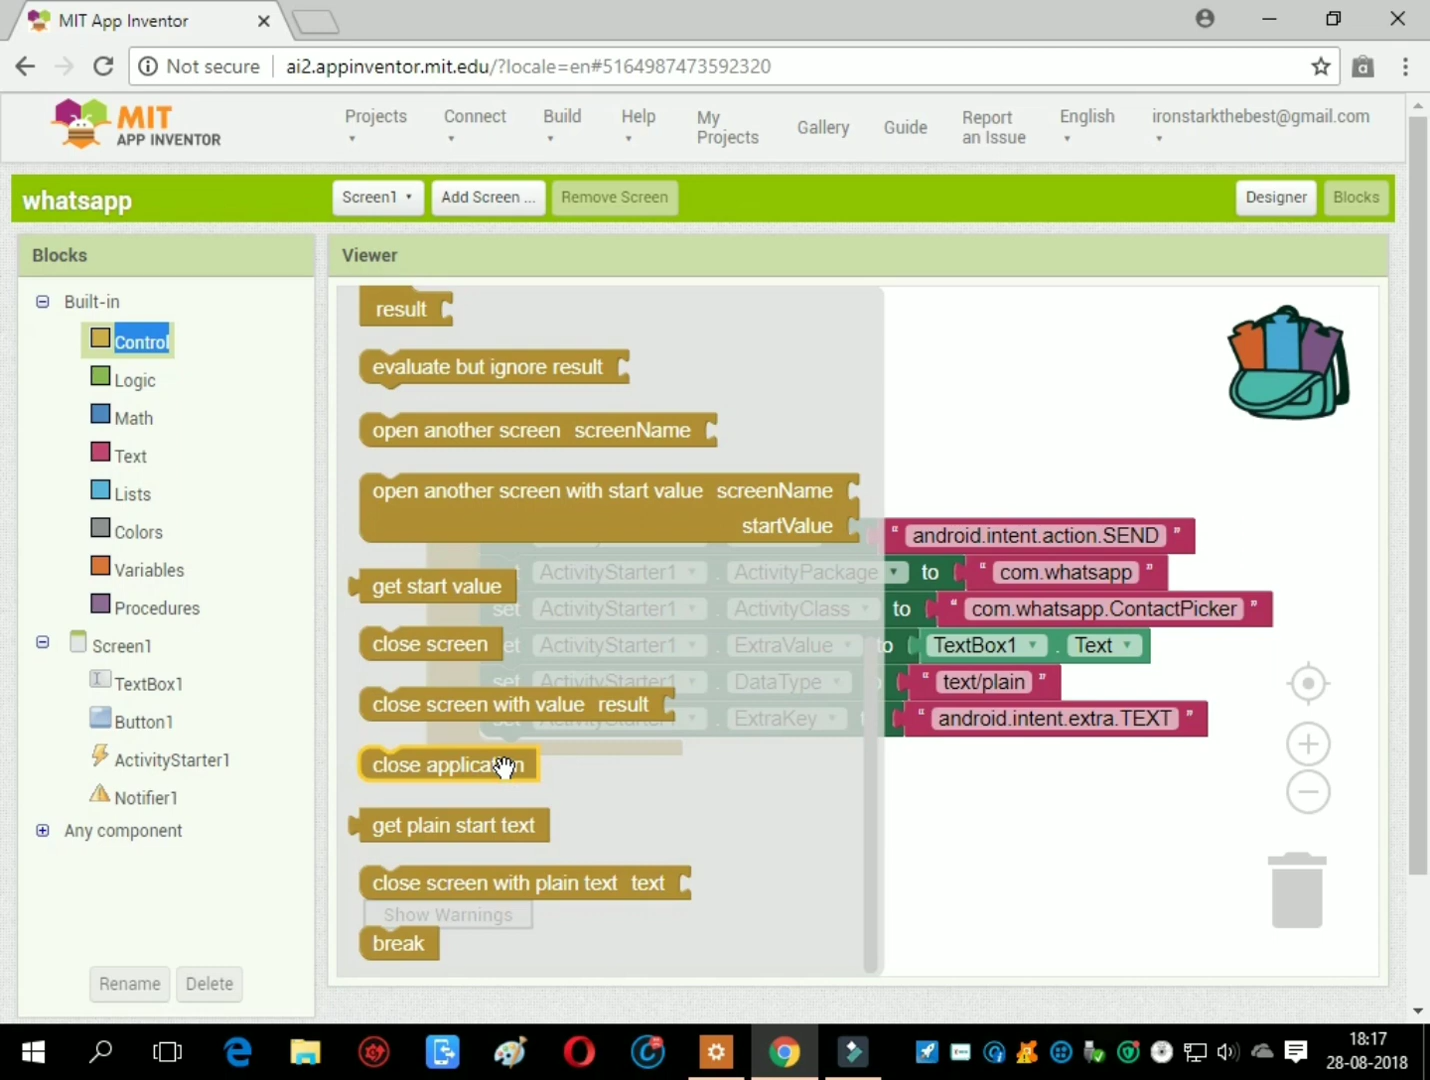 MIT App Inventor
Not secure
ai2.appinventor.mit.edu/?locale=en#5164987473592320
MIT
APP INVENTOR
Projects
Connect
Build
Help
My
Projects
Gallery
Guide
Report
an Issue
English
ironstarkthebest@gmail.com
whatsapp
Screen1
Add Screen ...
Remove Screen
Designer
Blocks
Blocks
Viewer
Built-in
Control
Logic
Math
Text
Lists
Colors
Variables
Procedures
Screen1
TextBox1
Button1
ActivityStarter1
Notifier1
Any component
Rename
Delete
result
evaluate but ignore result
open another screen screenName
open another screen with start value screenName
startValue
get start value
close screen
close screen with value result
close application
get plain start text
close screen with plain text text
Show Warnings
break
" android.intent.action.SEND "
ActivityStarter1 . ActivityPackage to " com.whatsapp "
set ActivityStarter1 . ActivityClass to " com.whatsapp.ContactPicker "
ActivityStarter1 . ExtraValue TextBox1 . Text
set ActivityStarter1 . DataType " text/plain "
ActivityStarter1 . ExtraKey " android.intent.extra.TEXT "
18:17
28-08-2018